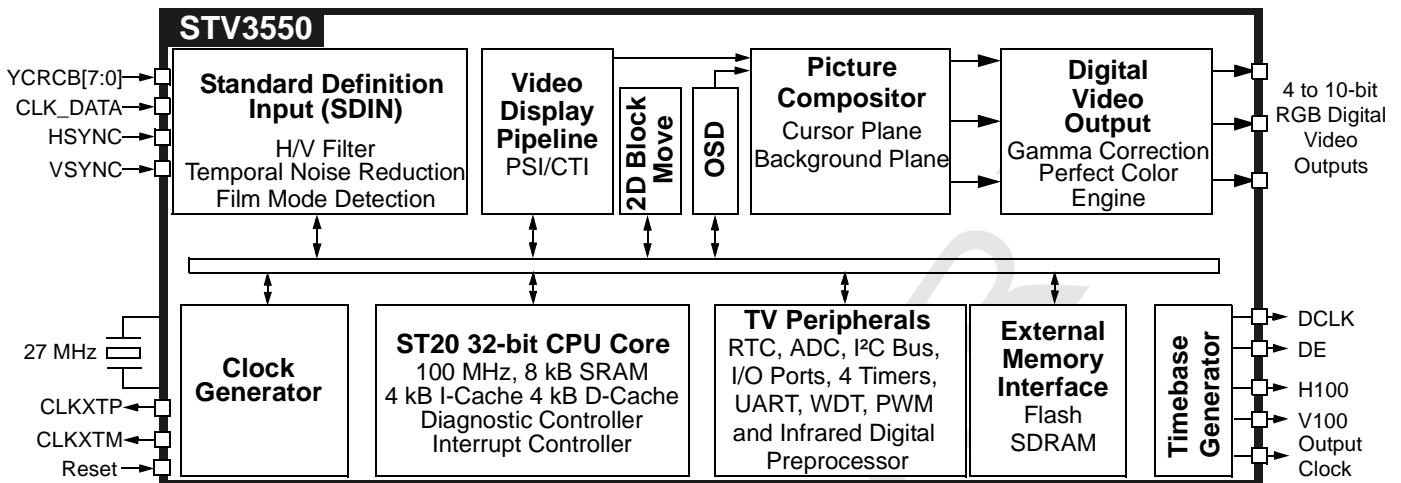 STV3550
YCRCB[7:0]
CLK_DATA
HSYNC
VSYNC
Standard Definition
Input (SDIN)
H/V Filter
Temporal Noise Reduction
Film Mode Detection
Video
Display
Pipeline
PSI/CTI
2D Block
Move
OSD
Picture
Compositor
Cursor Plane
Background Plane
Digital
Video
Output
Gamma Correction
Perfect Color
Engine
4 to 10-bit
RGB Digital
Video
Outputs
27 MHz
CLKXTP
CLKXTM
Reset
Clock
Generator
ST20 32-bit CPU Core
100 MHz, 8 kB SRAM
4 kB I-Cache 4 kB D-Cache
Diagnostic Controller
Interrupt Controller
TV Peripherals
RTC, ADC, I²C Bus,
I/O Ports, 4 Timers,
UART, WDT, PWM
and Infrared Digital
Preprocessor
External
Memory
Interface
Flash
SDRAM
Timebase
Generator
DCLK
DE
H100
V100
Output
Clock